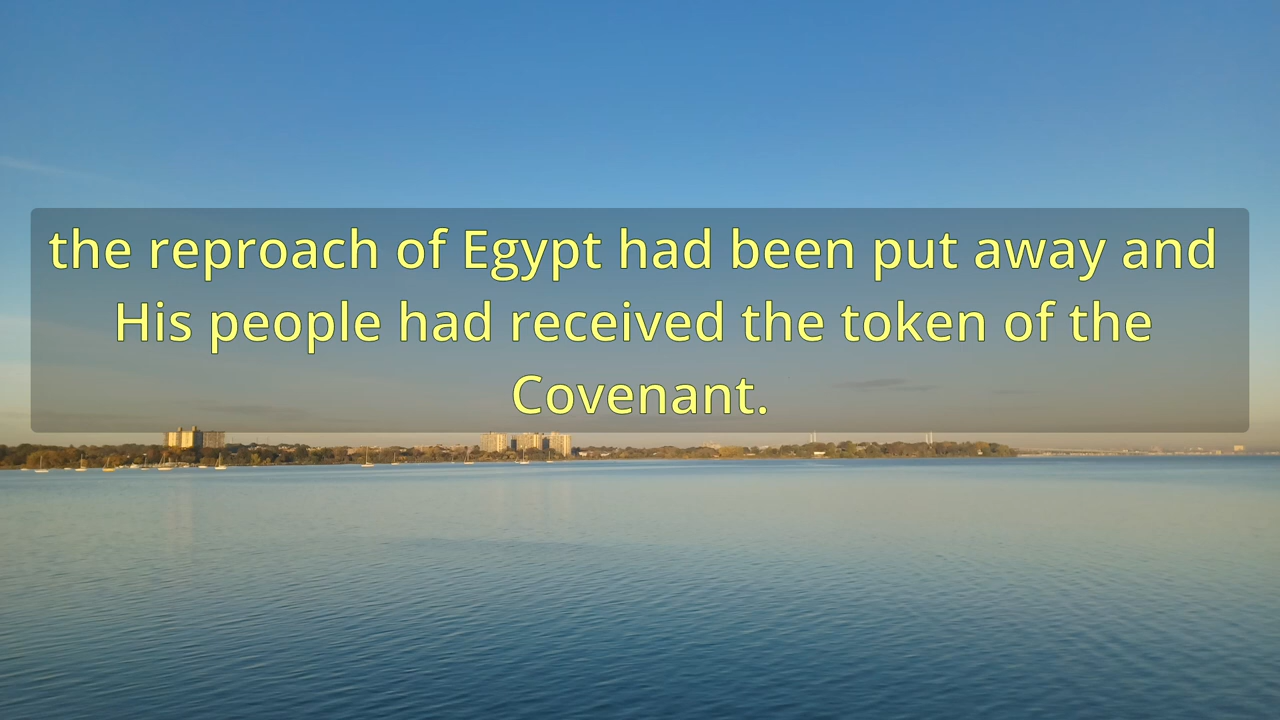 the reproach of Egypt had been put away and
His people had received the token of the
Covenant.